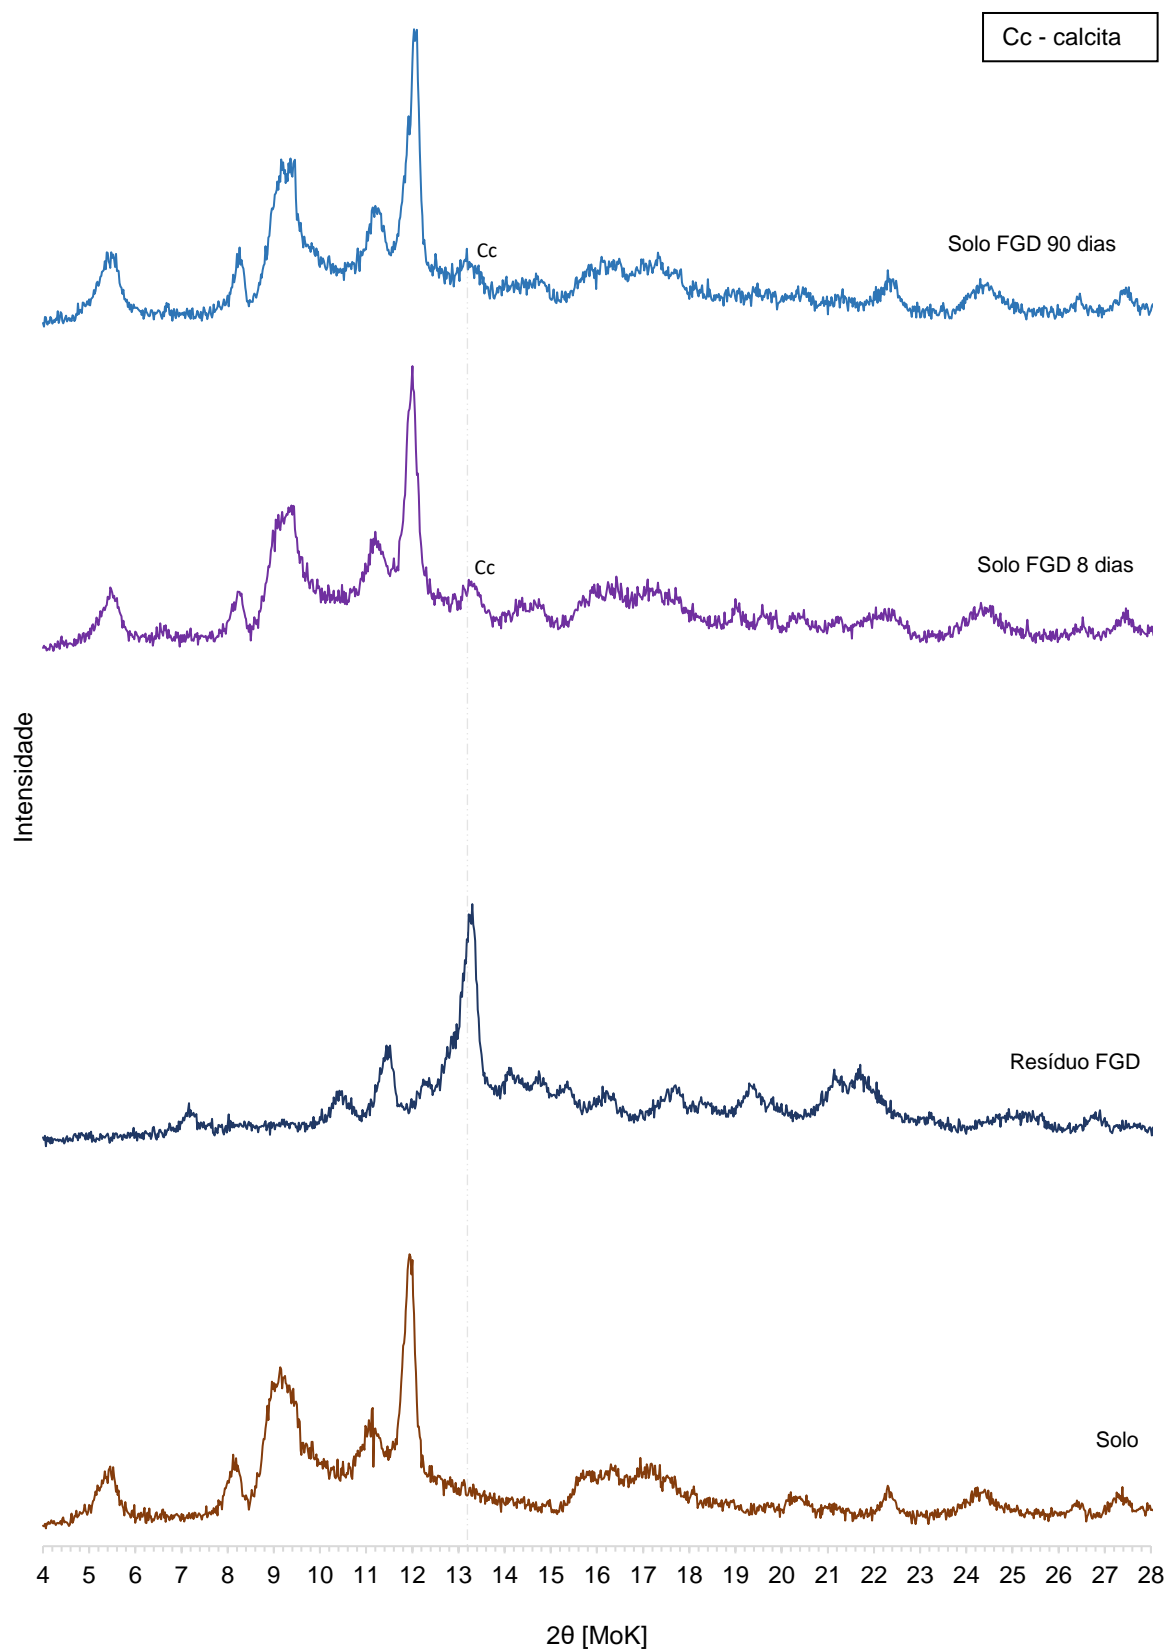 Cc - calcita
Solo FGD 90 dias
Cc
Solo FGD 8 dias
Cc
Intensidade
Resíduo FGD
Solo
4 5 6 7 8 9 10 11 12 13 14 15 16 17 18 19 20 21 22 23 24 25 26 27 28
2θ [MoK]